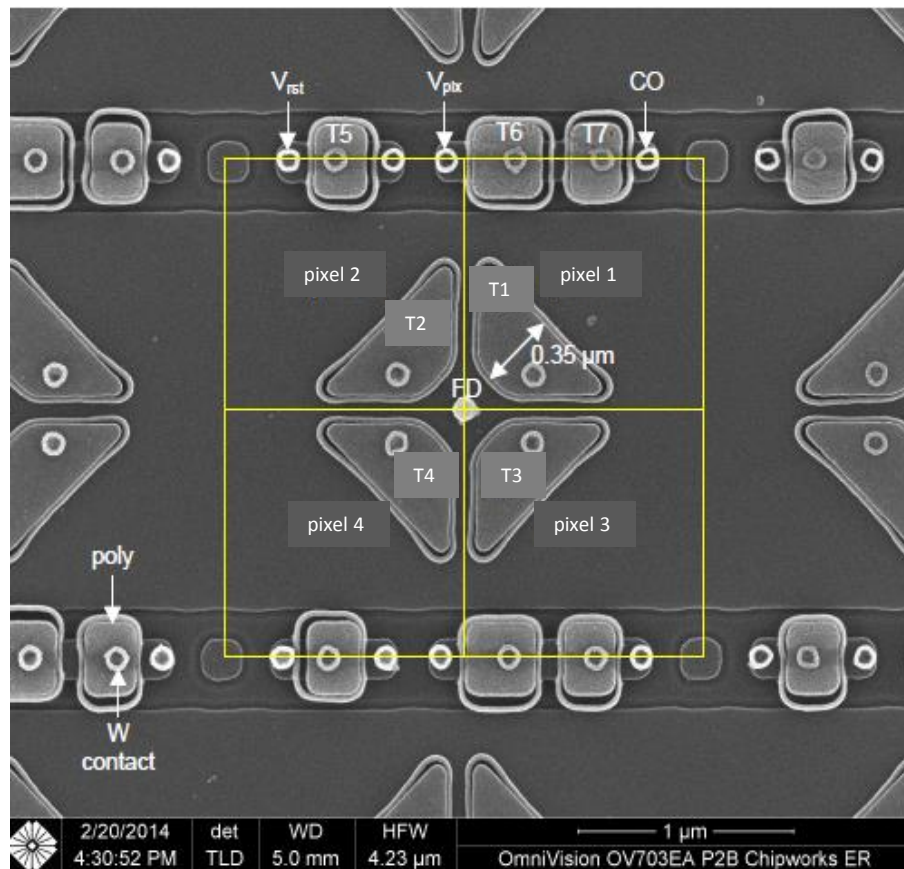 Vrst
Vpix
CO
T5
T6
T7
pixel 2
pixel 1
T1
T2
0.35 µm
FD
T4
T3
pixel 4
pixel 3
poly
W
contact
2/20/2014
4:30:52 PM
det
TLD
WD
5.0 mm
HFW
4.23 µm
1 µm
OmniVision OV703EA P2B Chipworks ER